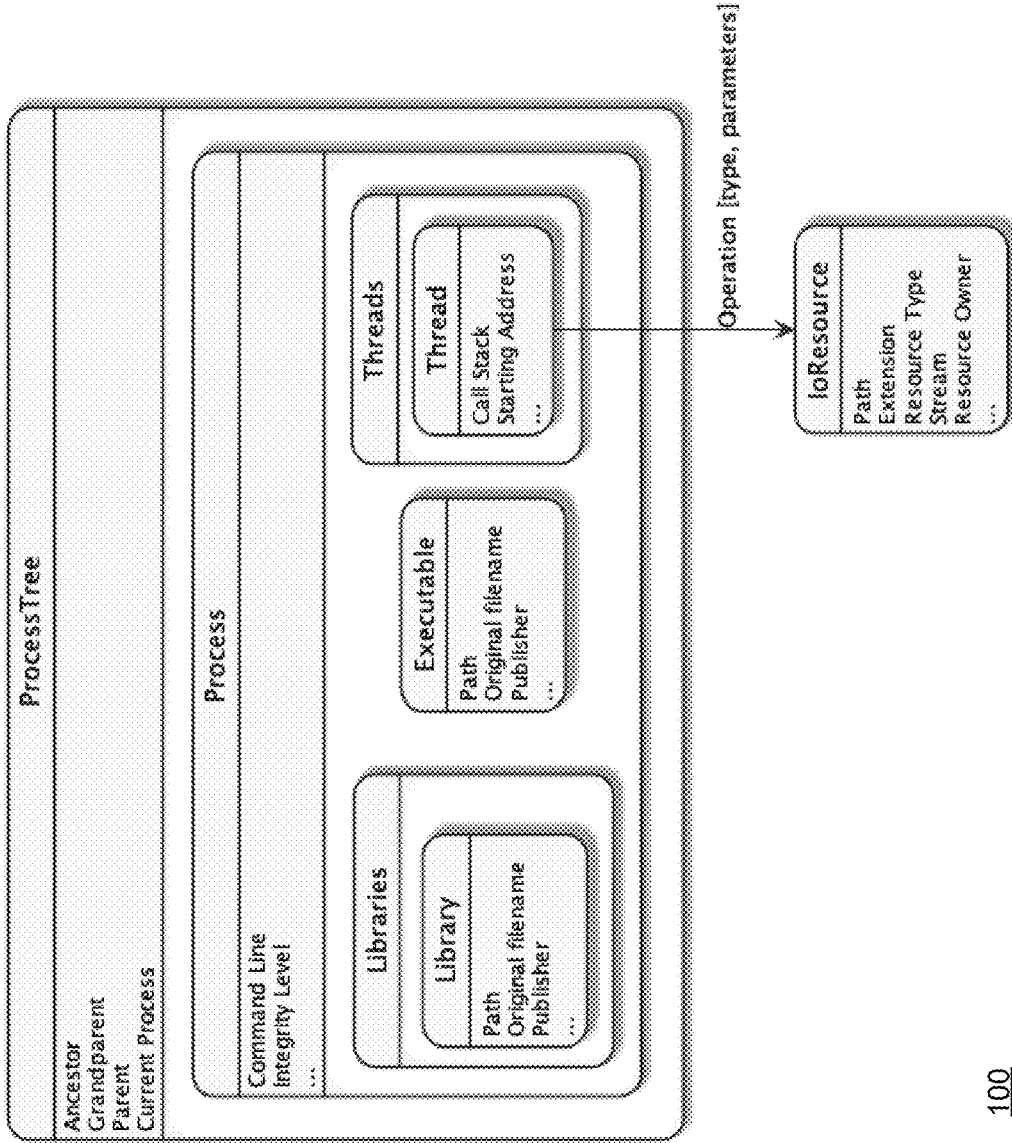 ProcessTree
Ancestor
Grandparent
Parent
Current Process
Process
Command Line
Integrity Level
...
Libraries
Library
Path
Original filename
Publisher
...
Executable
Path
Original filename
Publisher
...
Threads
Thread
Call Stack
Starting Address
...
Operation [type, parameters]
IoResource
Path
Extension
Resource Type
Stream
Resource Owner
...
100